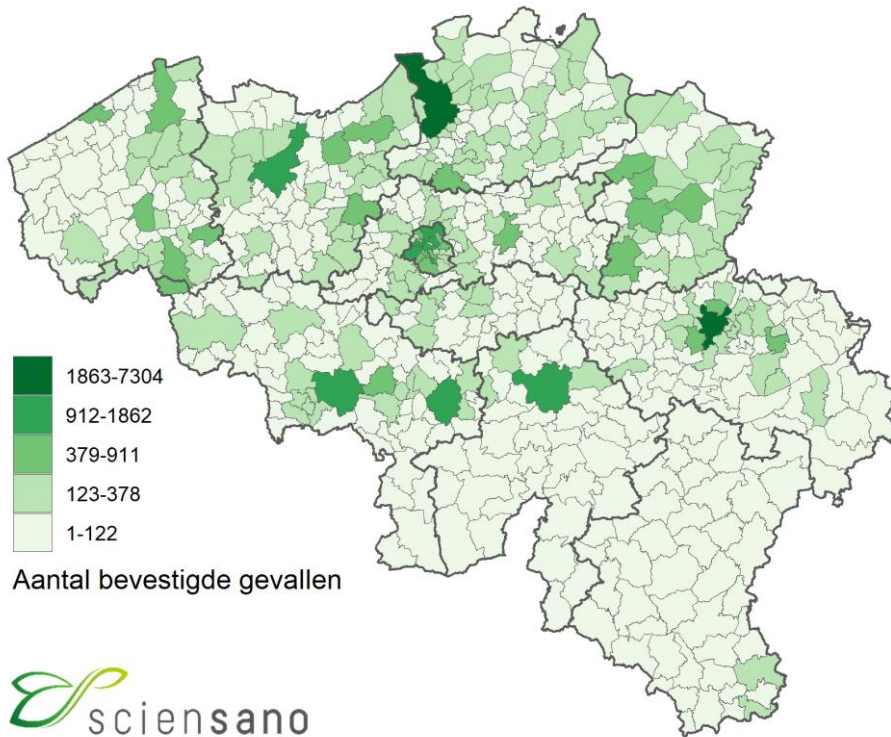 1863-7304
912-1862
379-911
123-378
1-122
Aantal bevestigde gevallen
sciensano